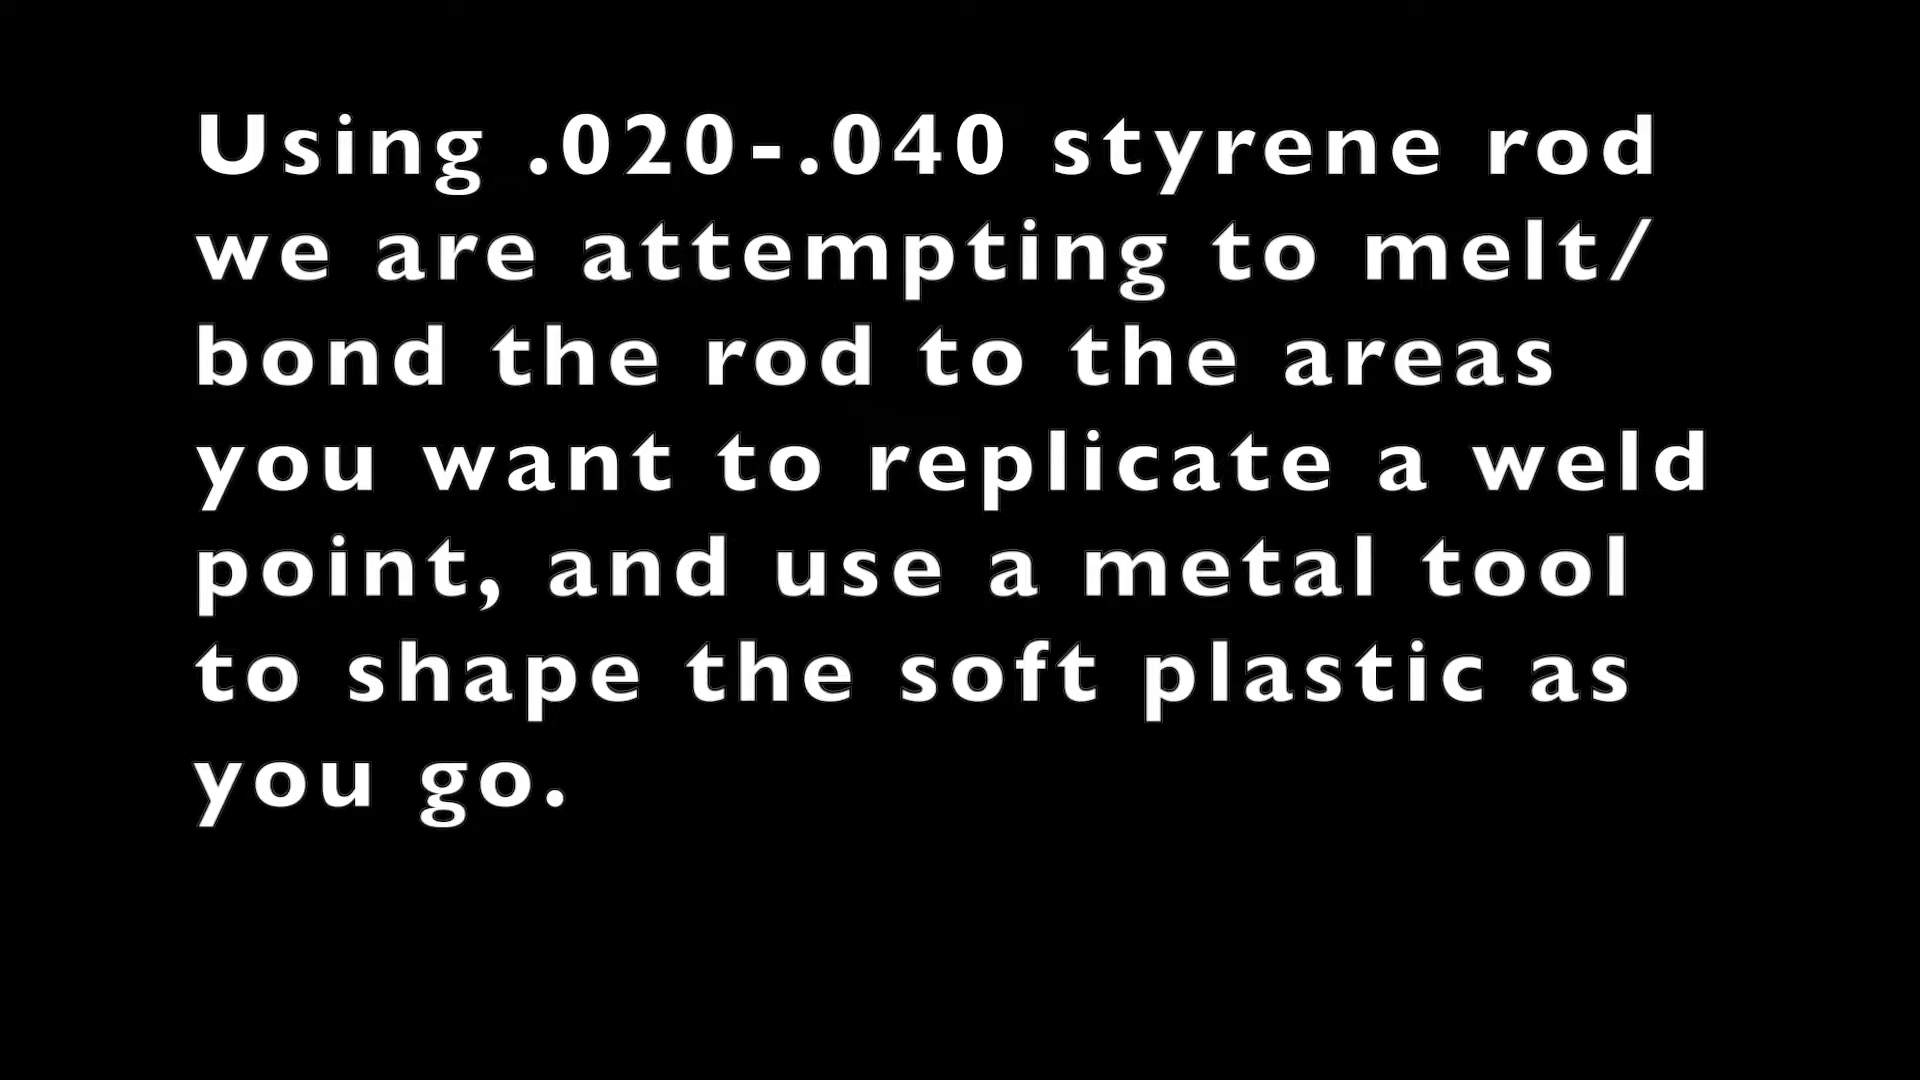 Using .020-.040 styrene rod
we are attempting to melt/
bond the rod to the areas
you want to replicate a weld
point, and use a metal tool
to shape the soft plastic as
you go.